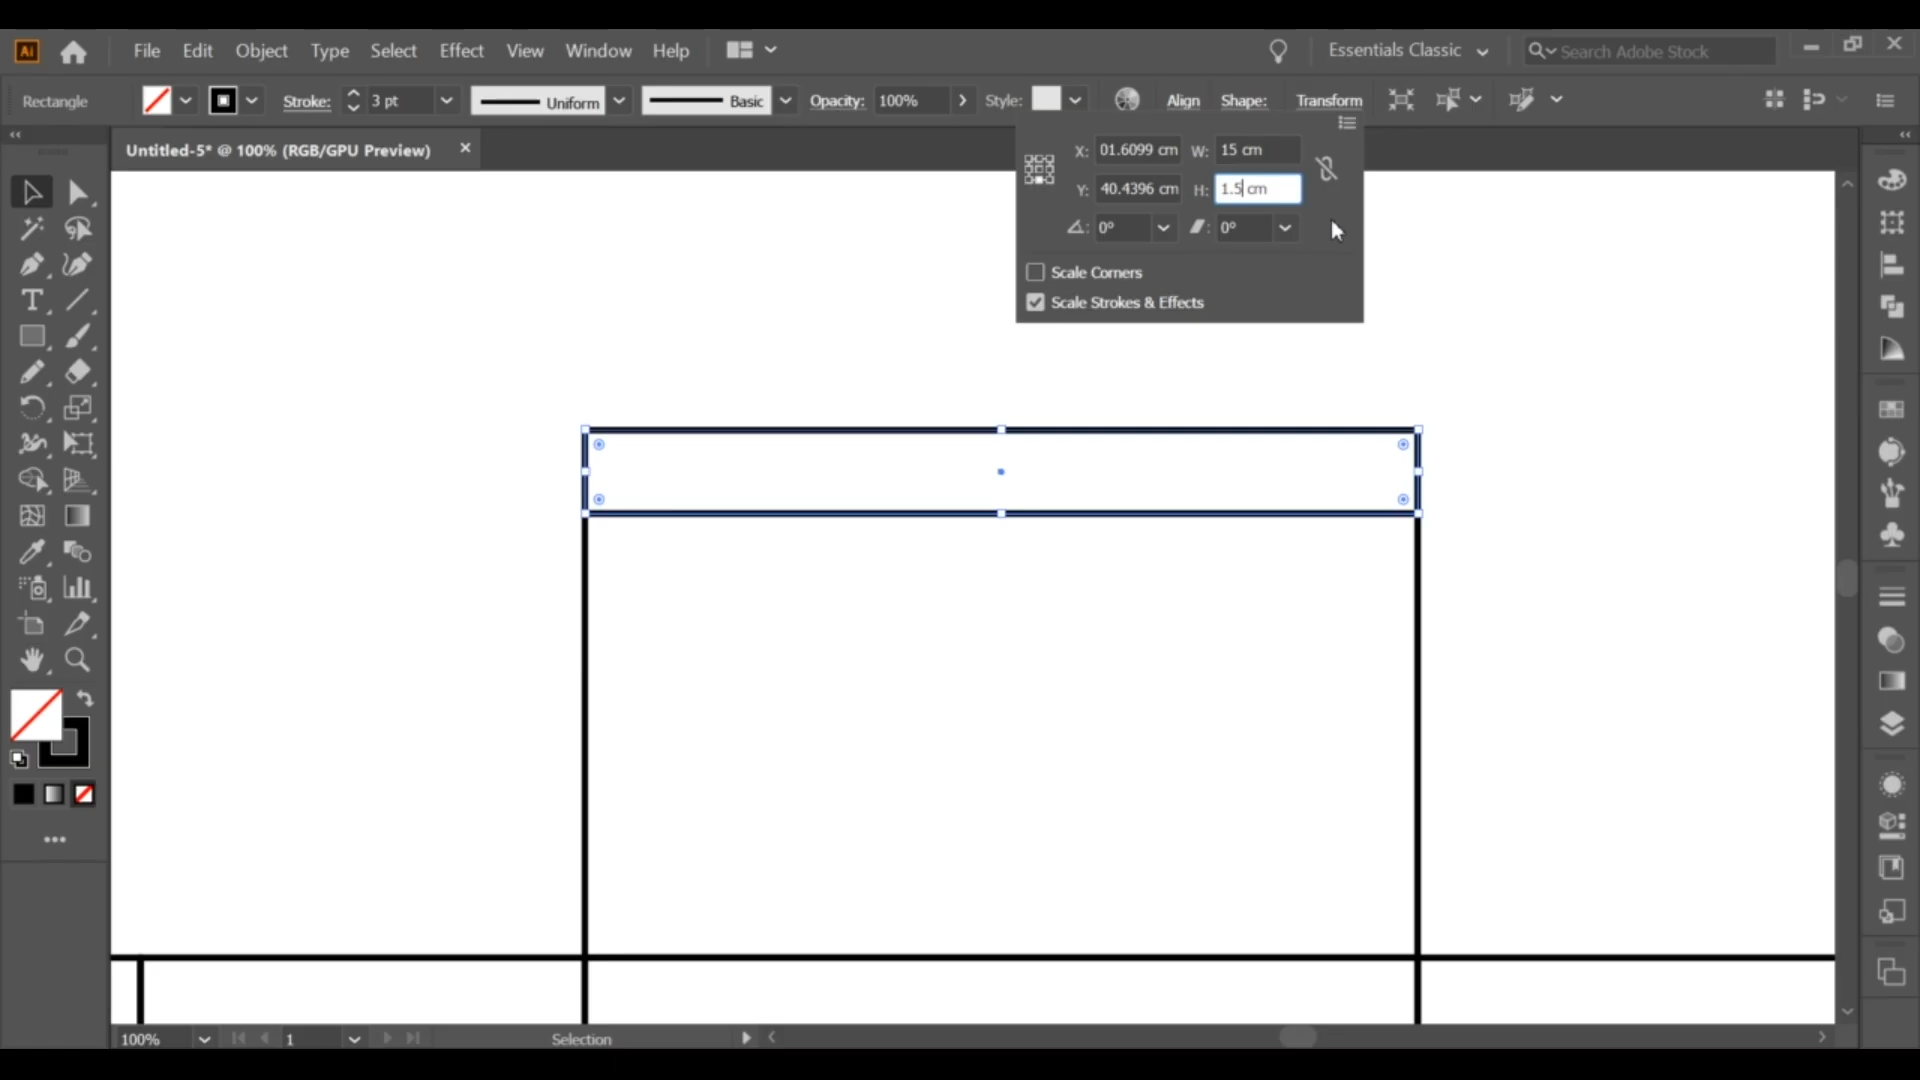 Ai File Edit Object Type Select Effect View Window Help Essentials Classic Search Adobe Stock
Rectangle Stroke: 3 pt Uniform Basic Opacity: 100% Style: Align Shape: Transform
Untitled-5* @ 100% (RGB/GPU Preview)
X: 01.6099 cm W: 15 cm
Y: 40.4396 cm H: 1.5 cm
0° 0°
Scale Corners
Scale Strokes & Effects
T
100% 1 Selection